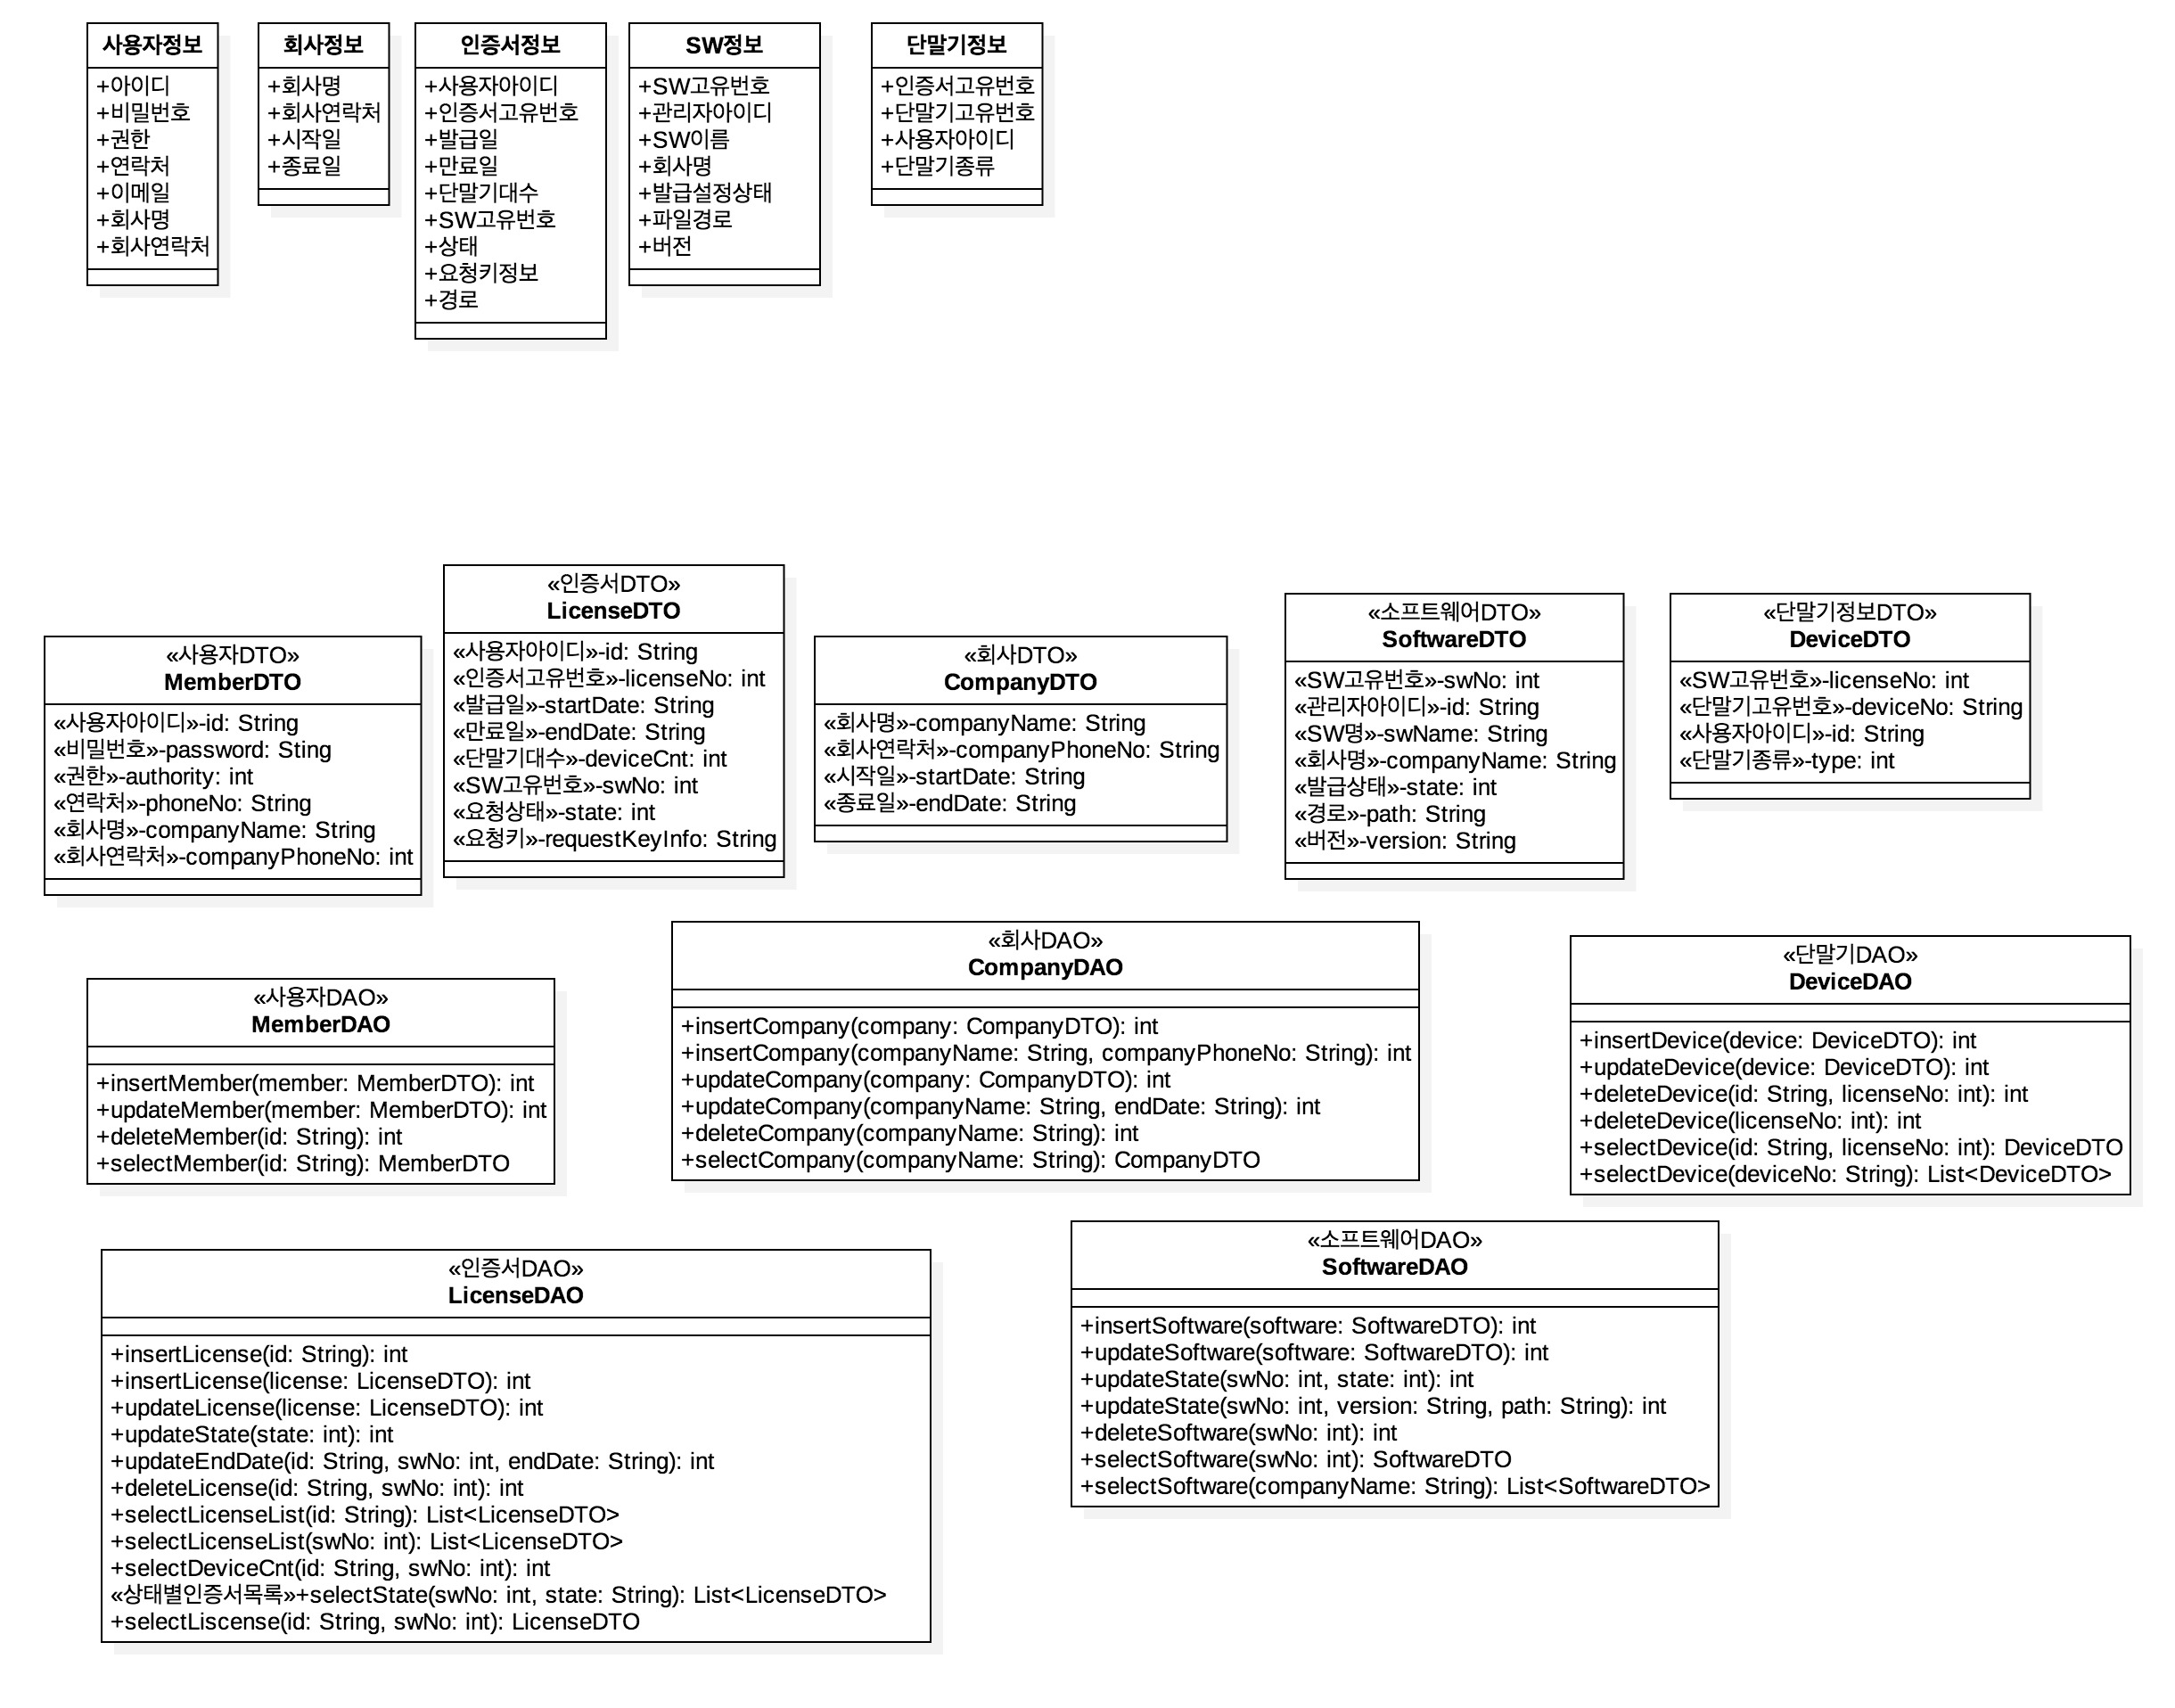 사용자정보
+아이디
+비밀번호
+권한
+연락처
+이메일
+회사명
+회사연락처
회사정보
+회사명
+회사연락처
+시작일
+종료일
인증서정보
+사용자아이디
+인증서고유번호
+발급일
+만료일
+단말기대수
+SW고유번호
+상태
+요청키정보
+경로
SW정보
+SW고유번호
+관리자아이디
+SW이름
+회사명
+발급설정상태
+파일경로
+버전
단말기정보
+인증서고유번호
+단말기고유번호
+사용자아이디
+단말기종류
«사용자DTO»
MemberDTO
«사용자아이디»-id: String
«비밀번호»-password: Sting
«권한»-authority: int
«연락처»-phoneNo: String
«회사명»-companyName: String
«회사연락처»-companyPhoneNo: int
«인증서DTO»
LicenseDTO
«사용자아이디»-id: String
«인증서고유번호»-licenseNo: int
«발급일»-startDate: String
«만료일»-endDate: String
«단말기대수»-deviceCnt: int
«SW고유번호»-swNo: int
«요청상태»-state: int
«요청키»-requestKeyInfo: String
«회사DTO»
CompanyDTO
«회사명»-companyName: String
«회사연락처»-companyPhoneNo: String
«시작일»-startDate: String
«종료일»-endDate: String
«소프트웨어DTO»
SoftwareDTO
«SW고유번호»-swNo: int
«관리자아이디»-id: String
«SW명»-swName: String
«회사명»-companyName: String
«발급상태»-state: int
«경로»-path: String
«버전»-version: String
«단말기정보DTO»
DeviceDTO
«SW고유번호»-licenseNo: int
«단말기고유번호»-deviceNo: String
«사용자아이디»-id: String
«단말기종류»-type: int
«사용자DAO»
MemberDAO
+insertMember(member: MemberDTO): int
+updateMember(member: MemberDTO): int
+deleteMember(id: String): int
+selectMember(id: String): MemberDTO
«회사DAO»
CompanyDAO
+insertCompany(company: CompanyDTO): int
+insertCompany(companyName: String, companyPhoneNo: String): int
+updateCompany(company: CompanyDTO): int
+updateCompany(companyName: String, endDate: String): int
+deleteCompany(companyName: String): int
+selectCompany(companyName: String): CompanyDTO
«단말기DAO»
DeviceDAO
+insertDevice(device: DeviceDTO): int
+updateDevice(device: DeviceDTO): int
+deleteDevice(id: String, licenseNo: int): int
+deleteDevice(licenseNo: int): int
+selectDevice(id: String, licenseNo: int): DeviceDTO
+selectDevice(deviceNo: String): List<DeviceDTO>
«인증서DAO»
LicenseDAO
+insertLicense(id: String): int
+insertLicense(license: LicenseDTO): int
+updateLicense(license: LicenseDTO): int
+updateState(state: int): int
+updateEndDate(id: String, swNo: int, endDate: String): int
+deleteLicense(id: String, swNo: int): int
+selectLicenseList(id: String): List<LicenseDTO>
+selectLicenseList(swNo: int): List<LicenseDTO>
+selectDeviceCnt(id: String, swNo: int): int
«상태별인증서목록»+selectState(swNo: int, state: String): List<LicenseDTO>
+selectLiscense(id: String, swNo: int): LicenseDTO
«소프트웨어DAO»
SoftwareDAO
+insertSoftware(software: SoftwareDTO): int
+updateSoftware(software: SoftwareDTO): int
+updateState(swNo: int, state: int): int
+updateState(swNo: int, version: String, path: String): int
+deleteSoftware(swNo: int): int
+selectSoftware(swNo: int): SoftwareDTO
+selectSoftware(companyName: String): List<SoftwareDTO>